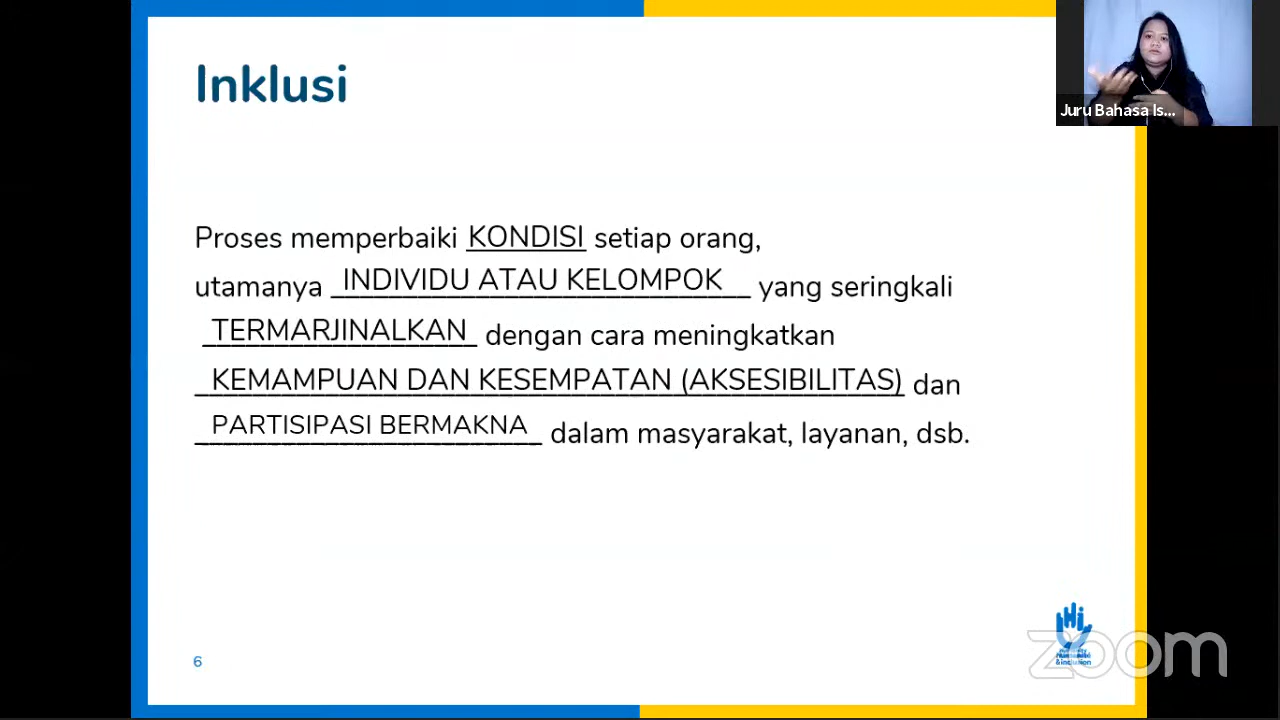 Inklusi
Juru Bahasa Is...
Proses memperbaiki KONDISI setiap orang,
utamanya INDIVIDU ATAU KELOMPOK yang seringkali
TERMARJINALKAN dengan cara meningkatkan
KEMAMPUAN DAN KESEMPATAN (AKSESIBILITAS) dan
PARTISIPASI BERMAKNA dalam masyarakat, layanan, dsb.
6
zoom
& inclusion